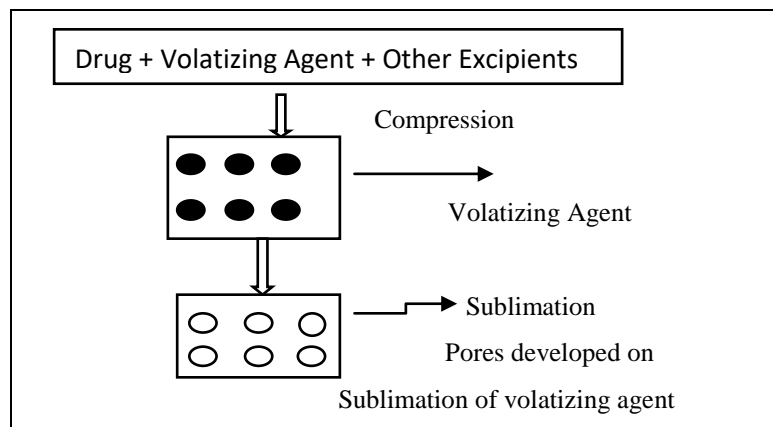 Drug + Volatizing Agent + Other Excipients
Compression
Volatizing Agent
Sublimation
Pores developed on
Sublimation of volatizing agent